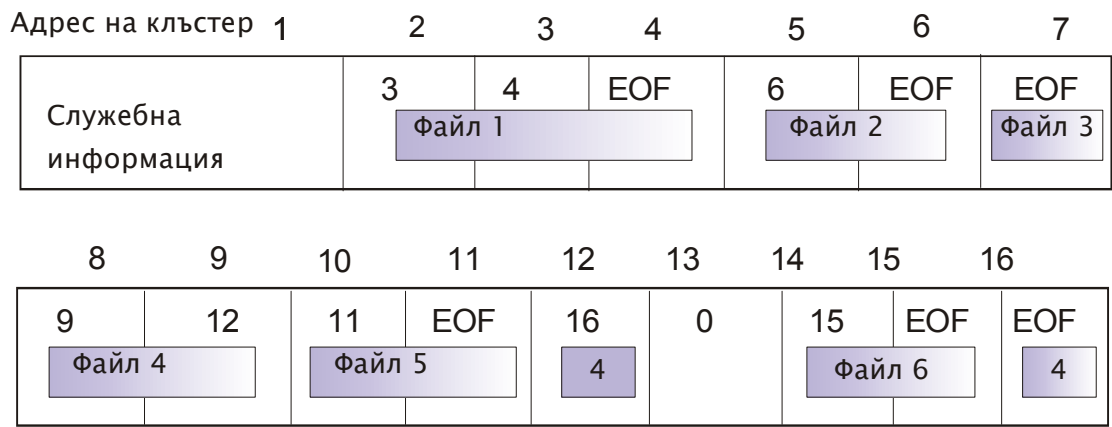 Адрес на клъстер 1 2 3 4 5 6 7
Служебна информация
3 4 EOF 6 EOF EOF
Файл 1 Файл 2 Файл 3
8 9 10 11 12 13 14 15 16
9 12 11 EOF 16 0 15 EOF EOF
Файл 4 Файл 5 4 Файл 6 4